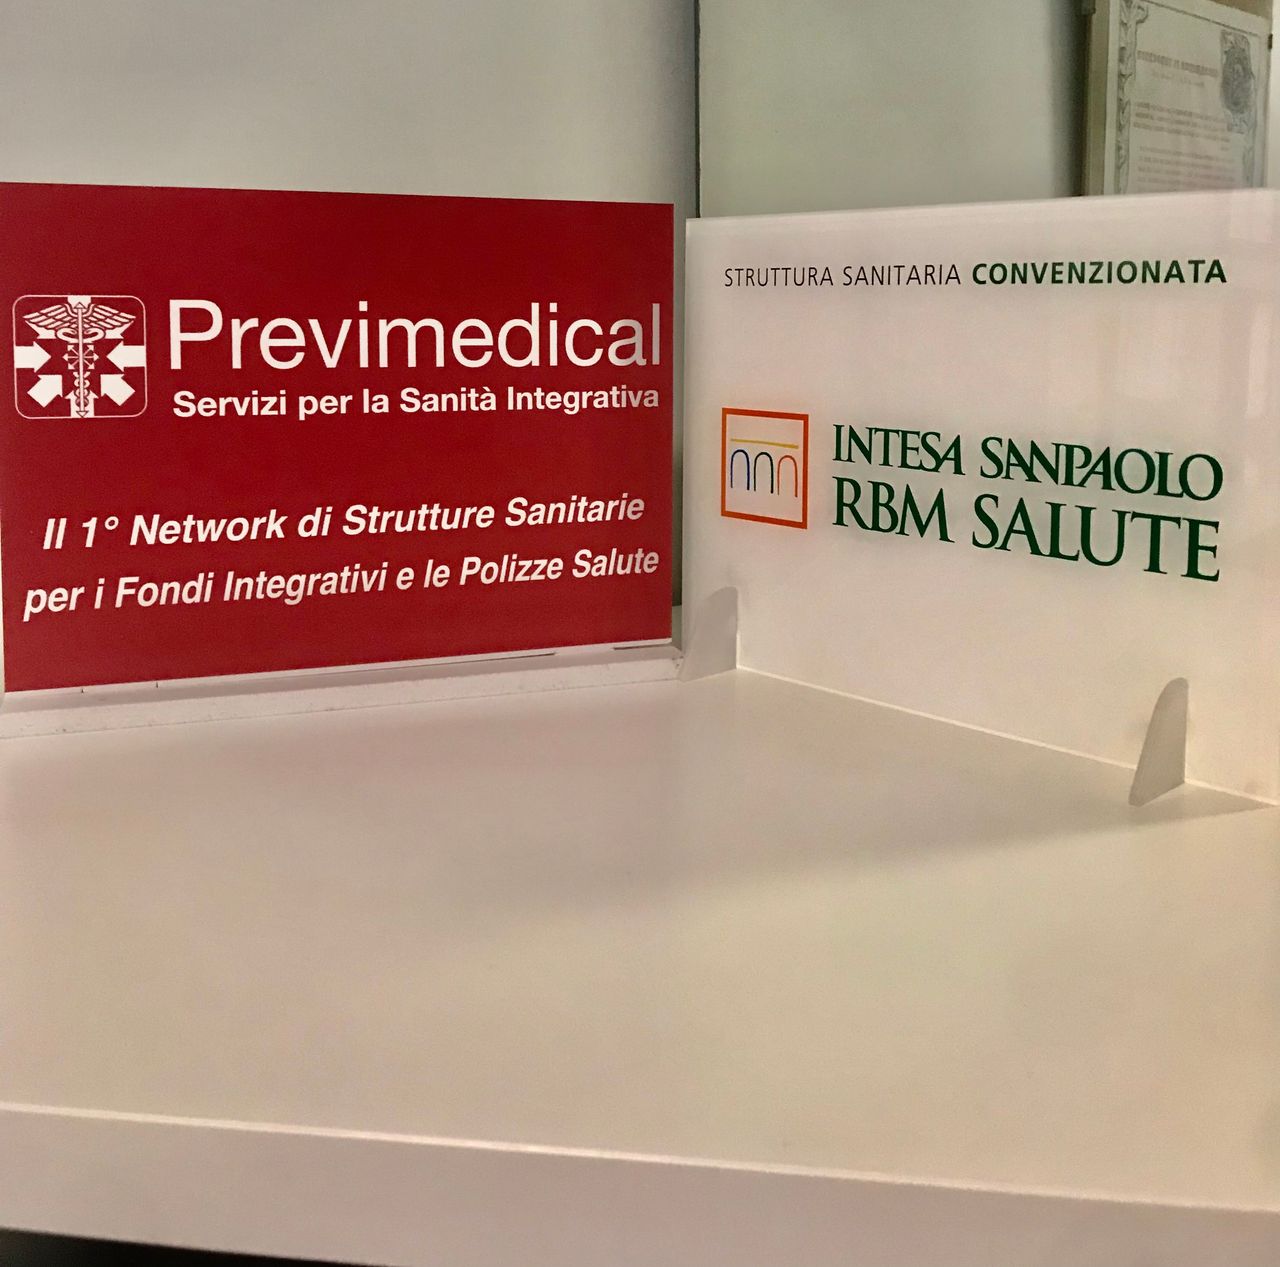 Previmedical
Servizi per la Sanità Integrativa
Il 1° Network di Strutture Sanitarie
per i Fondi Integrativi e le Polizze Salute
STRUTTURA SANITARIA CONVENZIONATA
INTESA SANPAOLO
RBM SALUTE